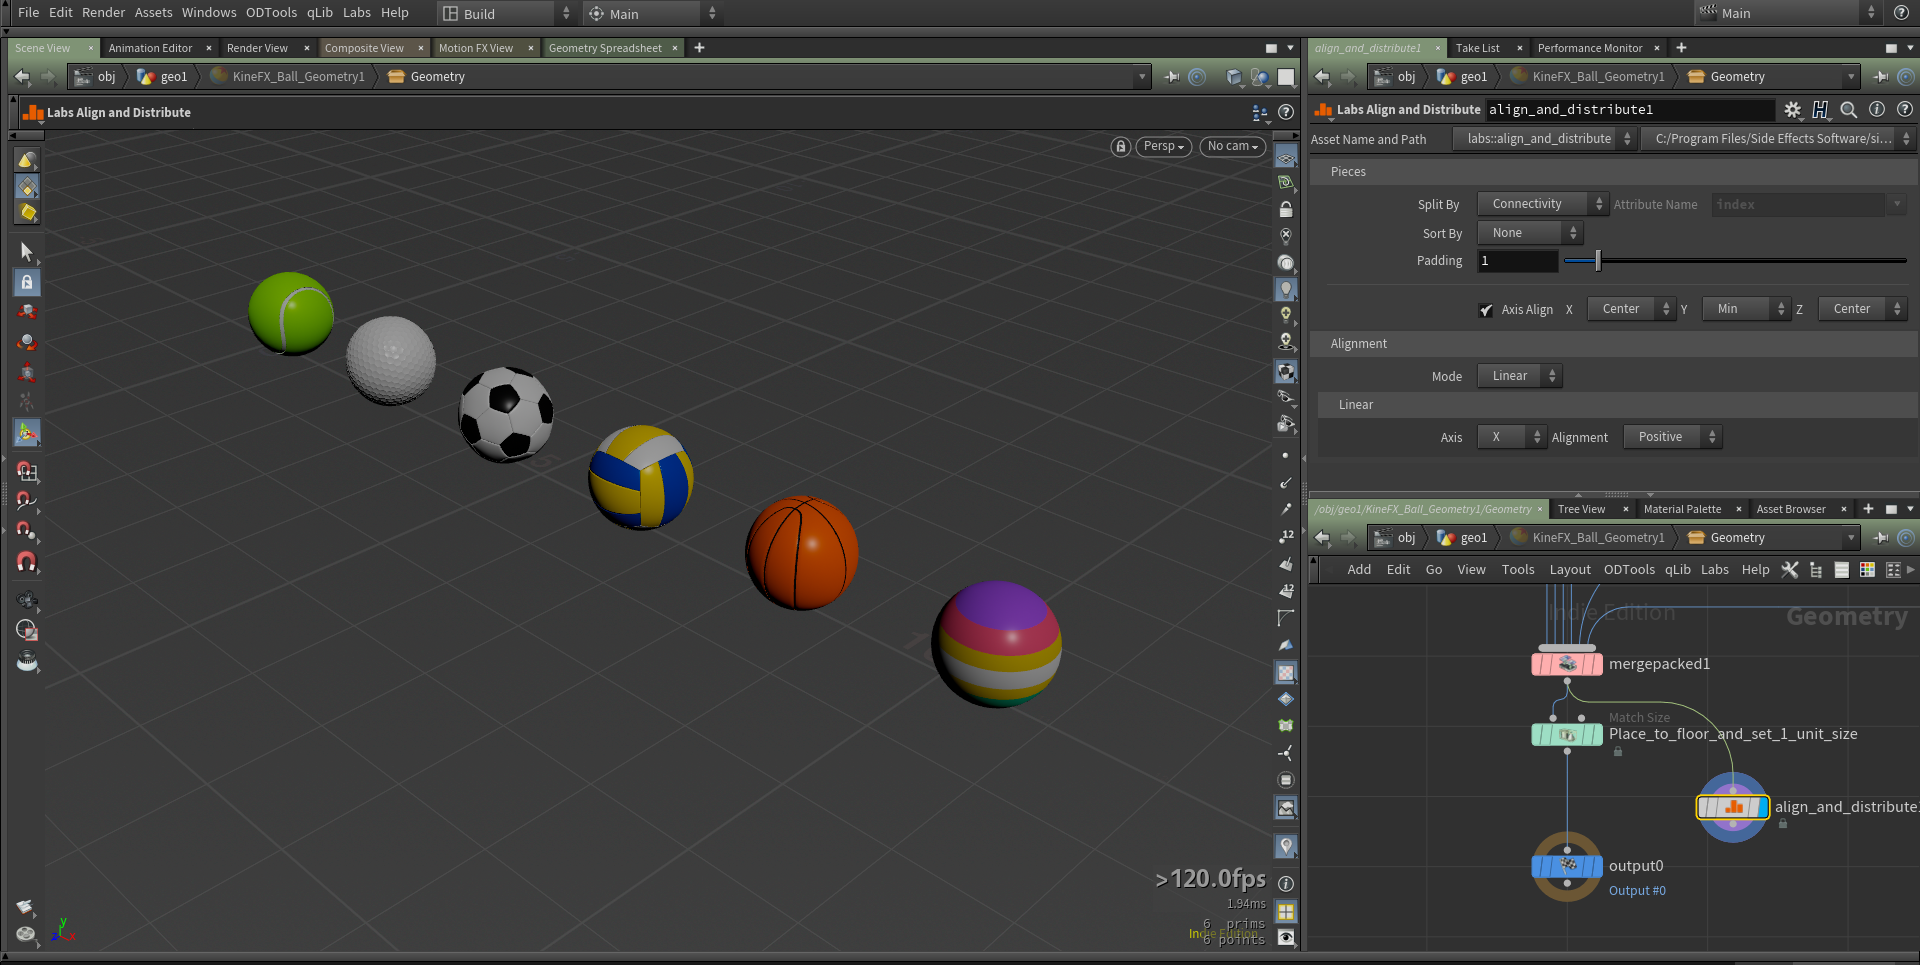 File Edit Render Assets Windows ODTools qLib Labs Help Build Main Main
Scene View Animation Editor Render View Composite View Motion FX View Geometry Spreadsheet
obj geo1 KineFX_Ball_Geometry1 Geometry
Labs Align and Distribute
Persp No cam
12
12
>120.0fps
1.94ms
6 prims
Indie Edition
6 points
y
x
z
align_and_distribute1 Take List Performance Monitor
obj geo1 KineFX_Ball_Geometry1 Geometry
Labs Align and Distribute align_and_distribute1
Asset Name and Path labs::align_and_distribute C:/Program Files/Side Effects Software/si...
Pieces
Split By Connectivity Attribute Name index
Sort By None
Padding 1
Axis Align X Center Y Min Z Center
Alignment
Mode Linear
Linear
Axis X Alignment Positive
/obj/geo1/KineFX_Ball_Geometry1/Geometry Tree View Material Palette Asset Browser
obj geo1 KineFX_Ball_Geometry1 Geometry
Add Edit Go View Tools Layout ODTools qLib Labs Help
Indie Edition Geometry
mergepacked1
Match Size
Place_to_floor_and_set_1_unit_size
align_and_distribute1
output0
Output #0